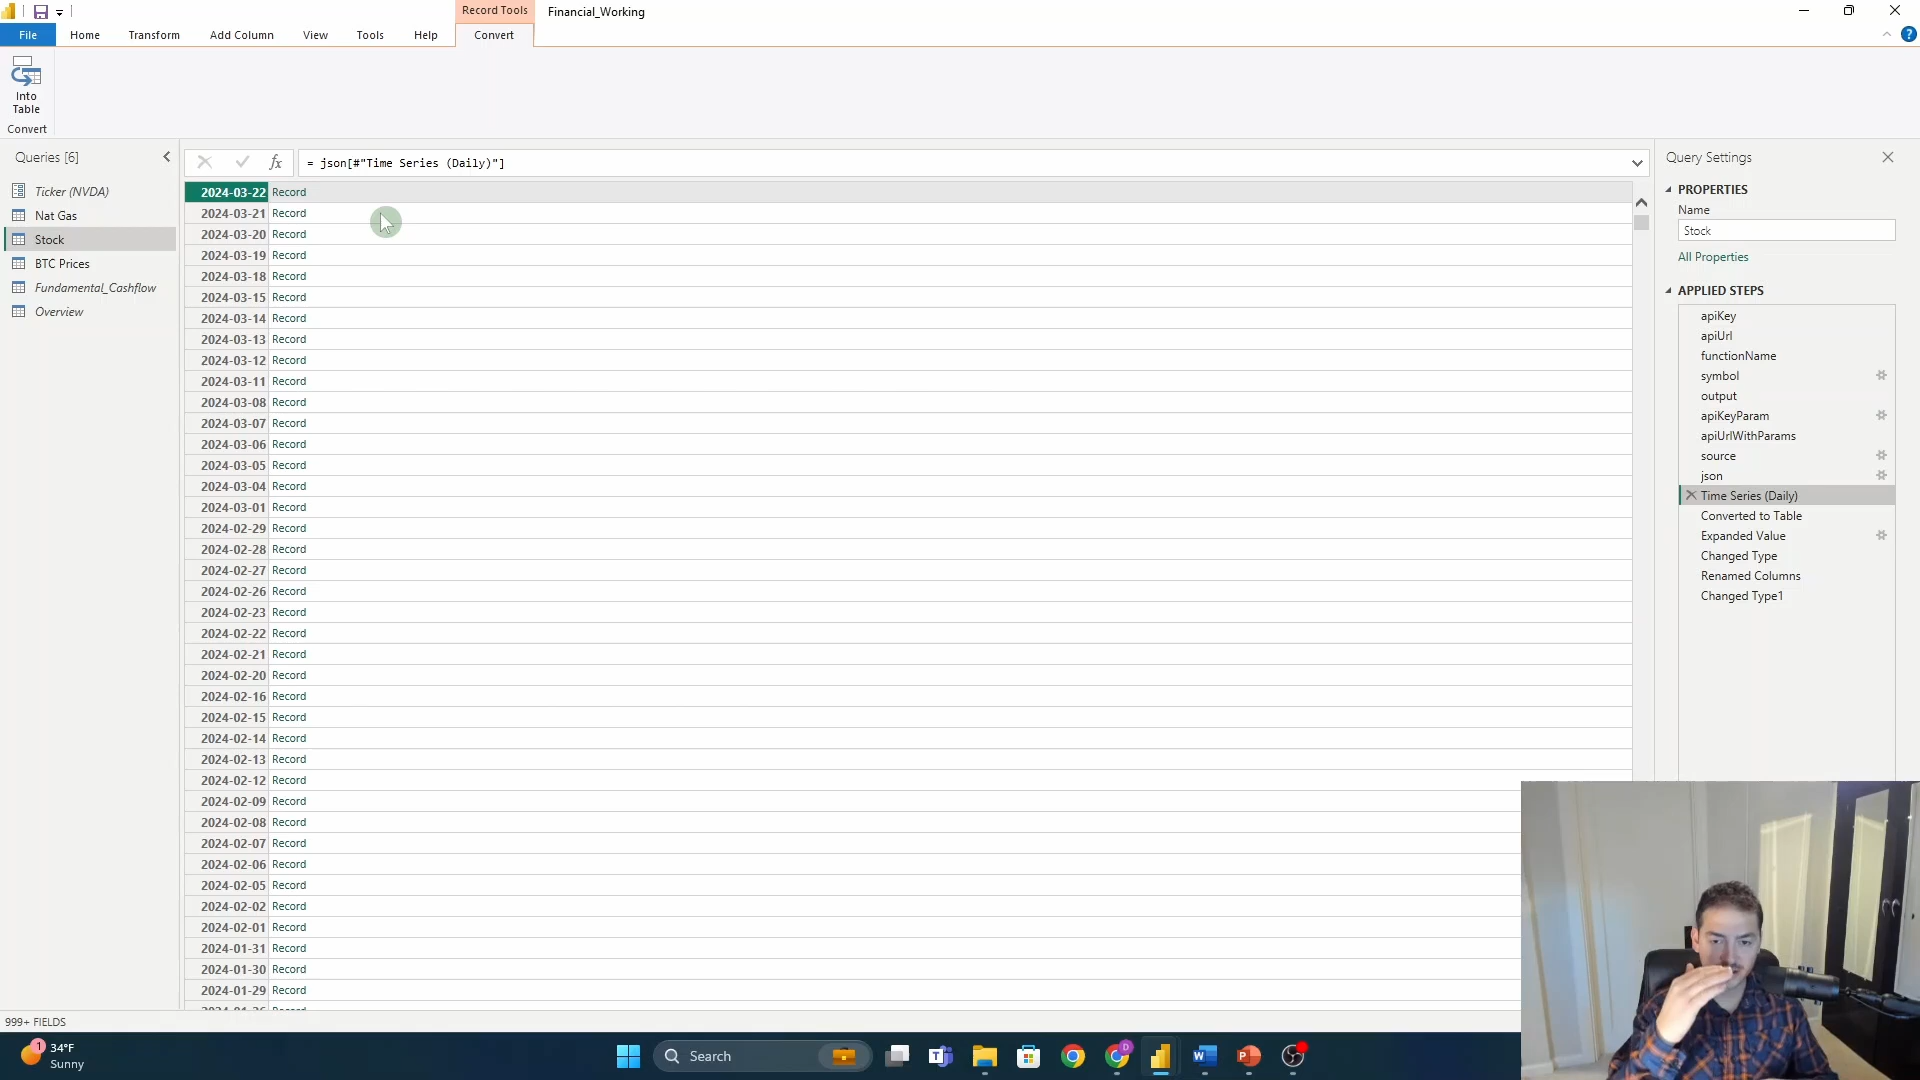 Record Tools
Financial_Working
File
Home
Transform
Add Column
View
Tools
Help
Convert
Into
Table
Convert
Queries [6]
Ticker (NVDA)
Nat Gas
Stock
BTC Prices
Fundamental_Cashflow
Overview
fx
= json[#"Time Series (Daily)"]
2024-03-22 Record
2024-03-21 Record
2024-03-20 Record
2024-03-19 Record
2024-03-18 Record
2024-03-15 Record
2024-03-14 Record
2024-03-13 Record
2024-03-12 Record
2024-03-11 Record
2024-03-08 Record
2024-03-07 Record
2024-03-06 Record
2024-03-05 Record
2024-03-04 Record
2024-03-01 Record
2024-02-29 Record
2024-02-28 Record
2024-02-27 Record
2024-02-26 Record
2024-02-23 Record
2024-02-22 Record
2024-02-21 Record
2024-02-20 Record
2024-02-16 Record
2024-02-15 Record
2024-02-14 Record
2024-02-13 Record
2024-02-12 Record
2024-02-09 Record
2024-02-08 Record
2024-02-07 Record
2024-02-06 Record
2024-02-05 Record
2024-02-02 Record
2024-02-01 Record
2024-01-31 Record
2024-01-30 Record
2024-01-29 Record
Query Settings
PROPERTIES
Name
Stock
All Properties
APPLIED STEPS
apiKey
apiUrl
functionName
symbol
output
apiKeyParam
apiUrlWithParams
source
json
Time Series (Daily)
Converted to Table
Expanded Value
Changed Type
Renamed Columns
Changed Type1
999+ FIELDS
1
34°F
Sunny
Search